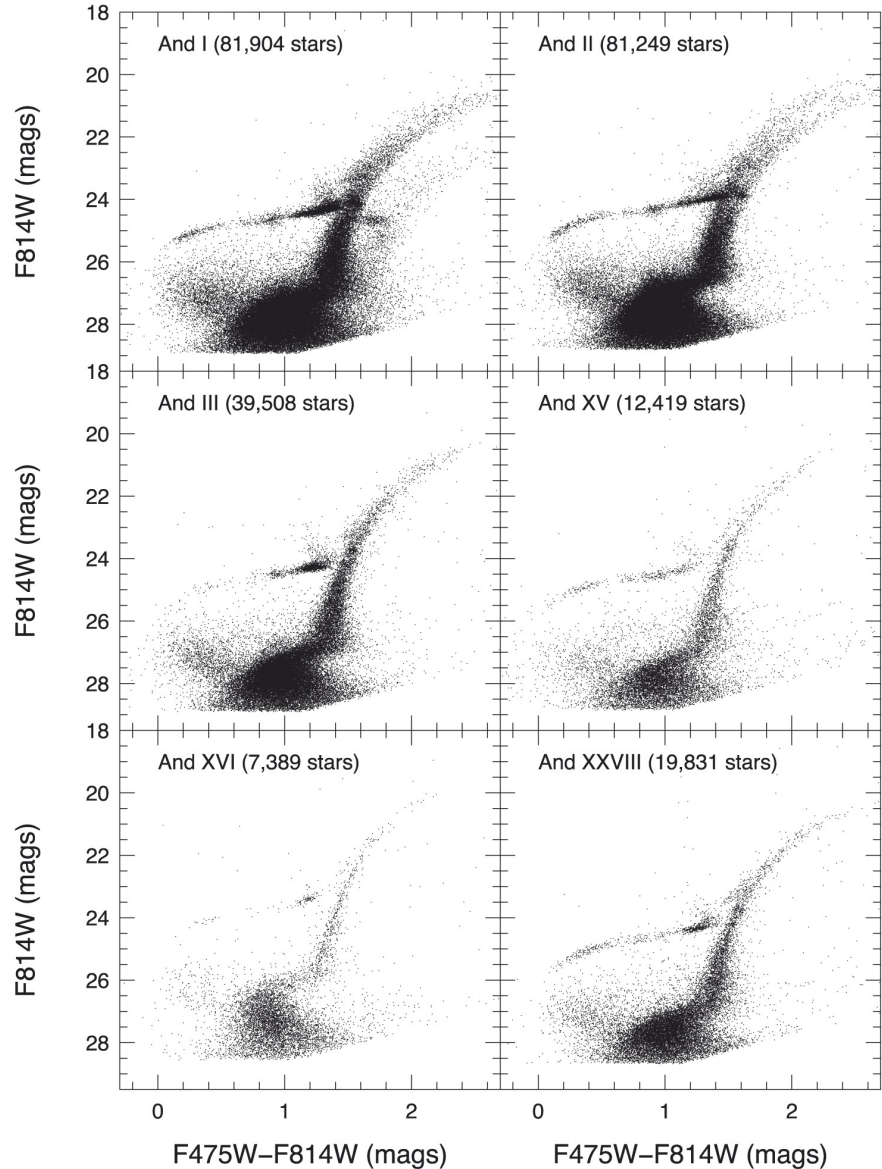 18
20
22
24
26
28
F814W (mags)
And I (81,904 stars)
And II (81,249 stars)
18
20
22
24
26
28
F814W (mags)
And III (39,508 stars)
And XV (12,419 stars)
18
20
22
24
26
28
F814W (mags)
And XVI (7,389 stars)
And XXVIII (19,831 stars)
0 1 2
0 1 2
F475W−F814W (mags)
F475W−F814W (mags)